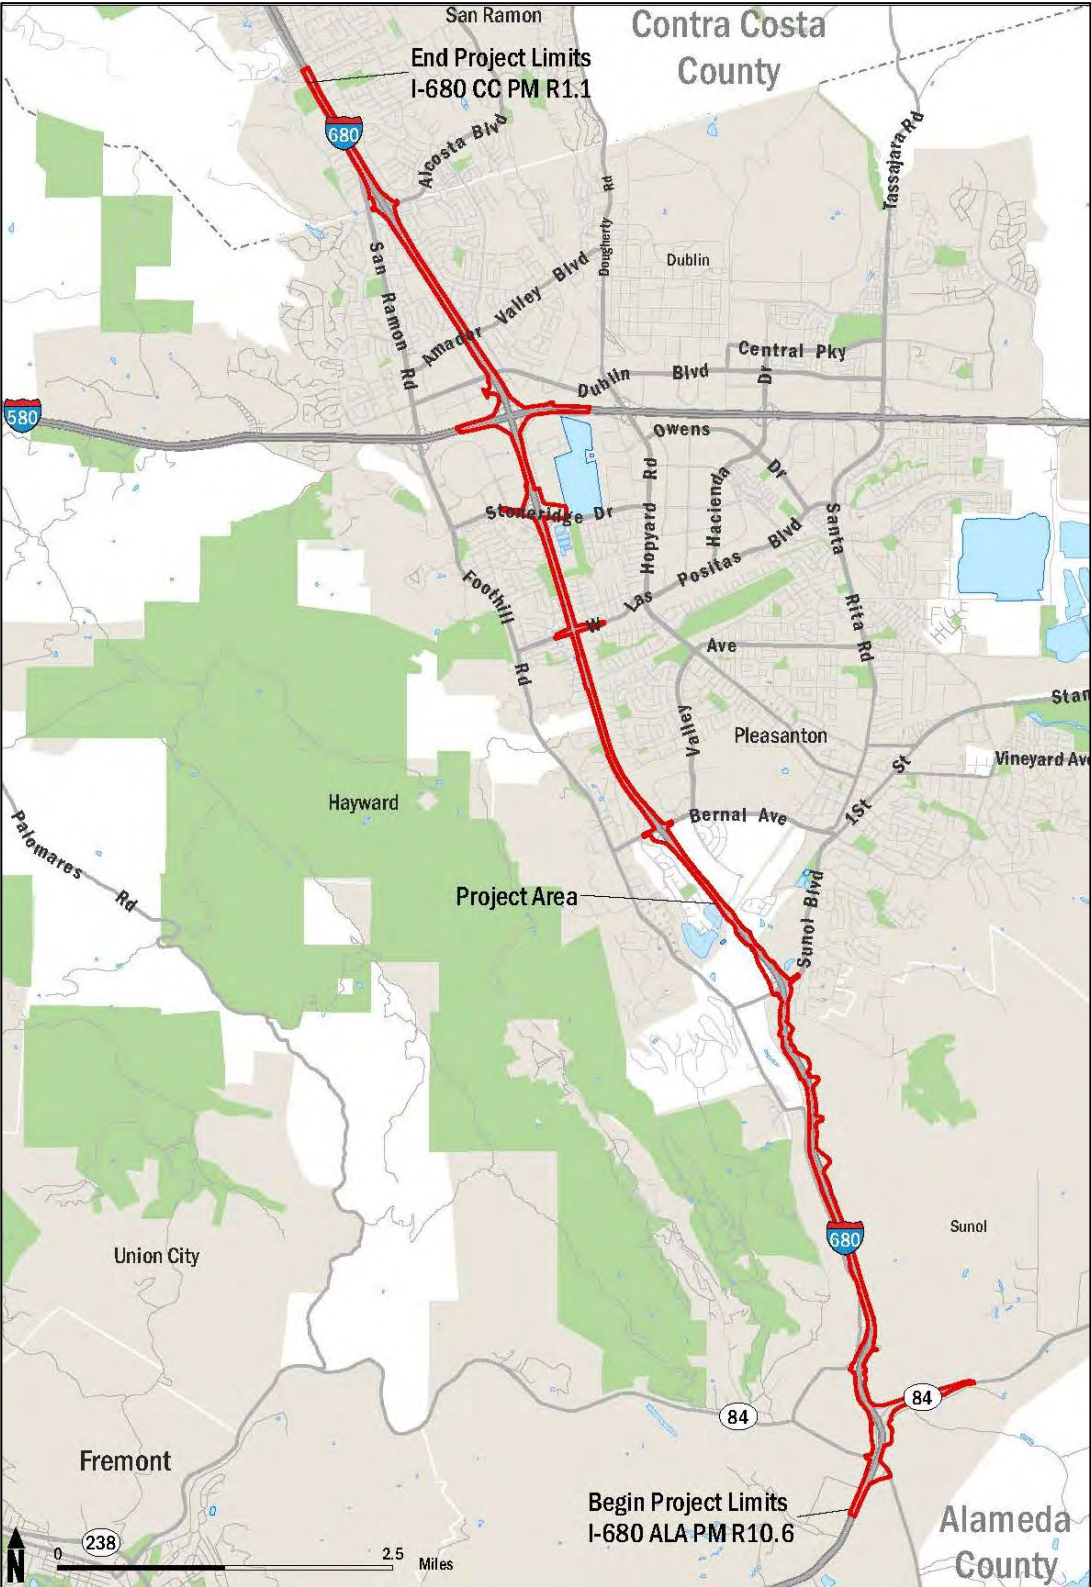 San Ramon
Contra Costa
County
End Project Limits
I-680 CC PM R1.1
680
Alcosta Blvd
Tassajara Rd
Dougherty Rd
Dublin
San Ramon Rd
Amador Valley Blvd
Central Pky
Dublin Blvd
Dr
580
Owens Dr
Stoneridge Dr
Hopyard Rd
Hacienda
Santa Rita Rd
W Las Positas Blvd
Foothill Rd
Valley Ave
Stan
Pleasanton
1St St
Vineyard Ave
Hayward
Bernal Ave
Palomares Rd
Project Area
Sunol Blvd
680
Sunol
Union City
84
84
Fremont
Begin Project Limits
I-680 ALA PM R10.6
Alameda
County
238
N
0 2.5 Miles